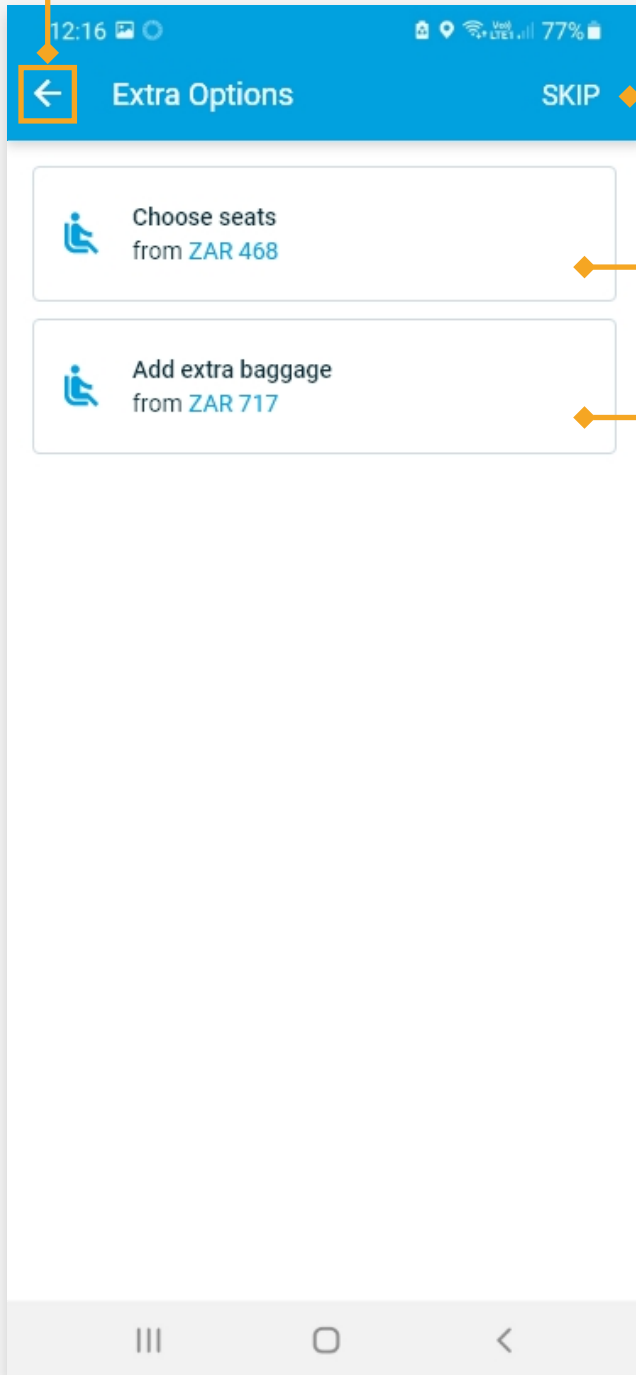 12:16 77%
Extra Options SKIP
Choose seats
from ZAR 468
Add extra baggage
from ZAR 717